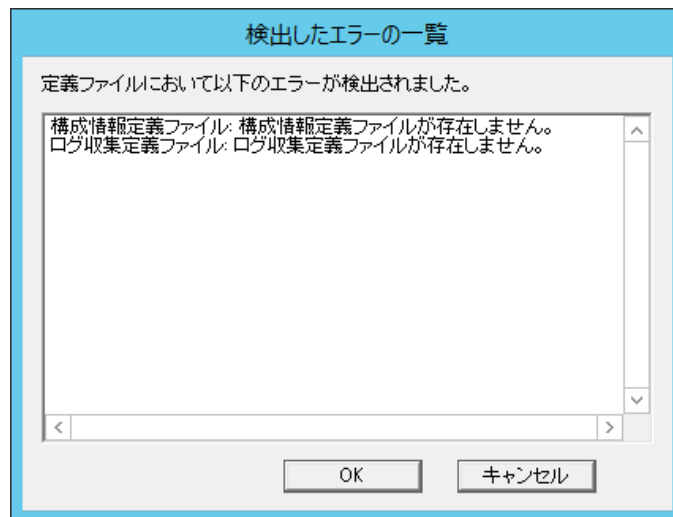 検出したエラーの一覧
定義ファイルにおいて以下のエラーが検出されました。
構成情報定義ファイル: 構成情報定義ファイルが存在しません。
ログ収集定義ファイル: ログ収集定義ファイルが存在しません。
OK
キャンセル